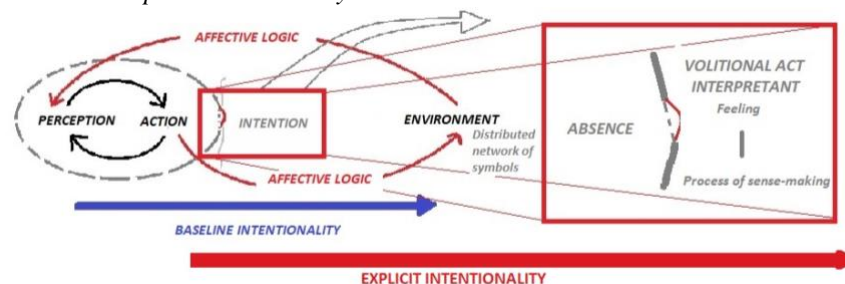 AFFECTIVE LOGIC
PERCEPTION
ACTION
INTENTION
ENVIRONMENT
Distributed
network of
symbols
AFFECTIVE LOGIC
BASELINE INTENTIONALITY
EXPLICIT INTENTIONALITY
ABSENCE
VOLITIONAL ACT
INTERPRETANT
Feeling
Process of sense-making